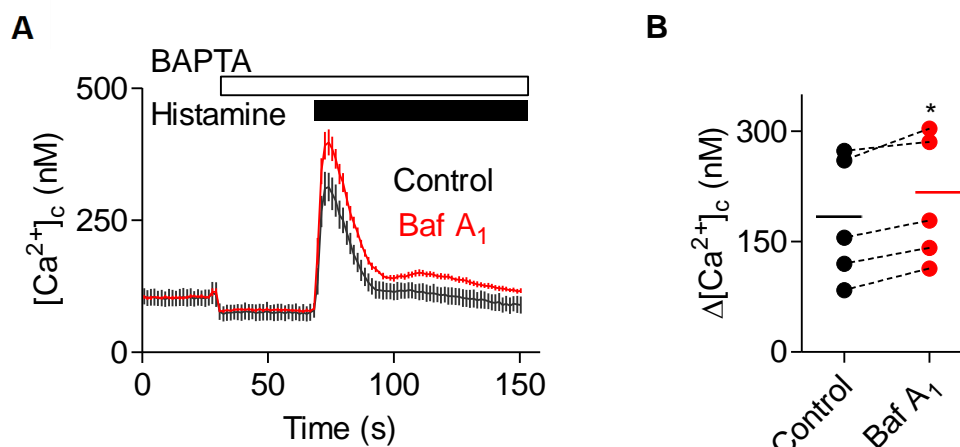 A
BAPTA
500
Histamine
Control
Baf A₁
250
0
[Ca²⁺]c (nM)
0 50 100 150
Time (s)
B
*
300
150
0
Δ[Ca²⁺]c (nM)
Control
Baf A₁